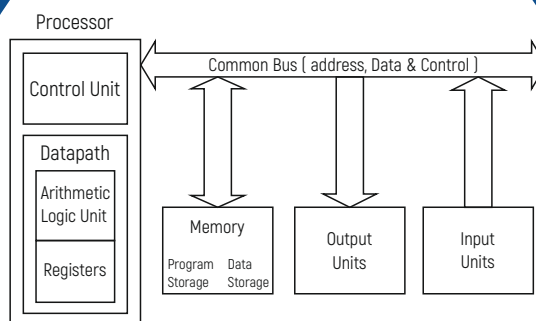 Processor
Common Bus ( address, Data & Control )
Control Unit
Datapath
Arithmetic
Logic Unit
Registers
Memory
Program
Storage
Data
Storage
Output
Units
Input
Units